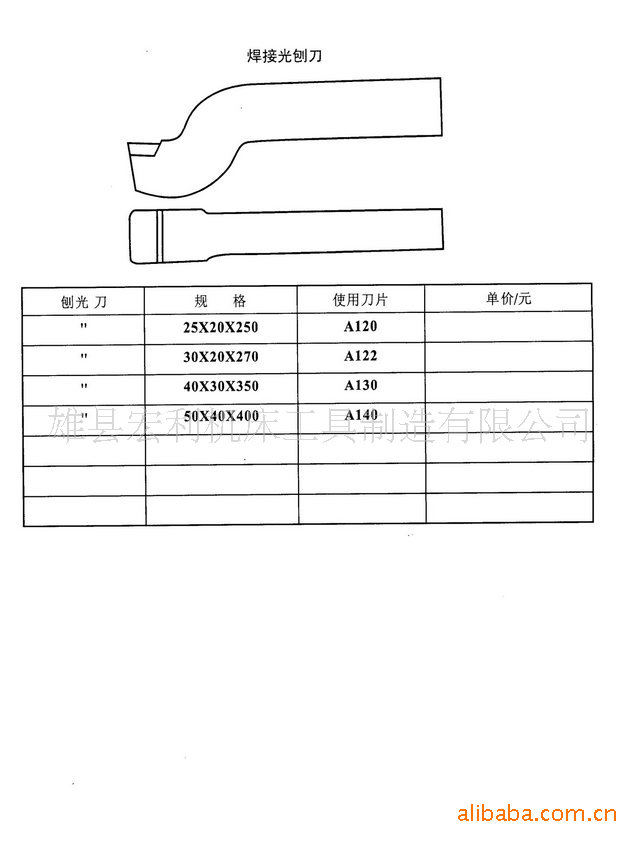 焊接光刨刀
刨光 刀 规 格 使用刀片 单价/元
" 25X20X250 A120
" 30X20X270 A122
" 40X30X350 A130
" 50X40X400 A140
雄县宏利机床工具制造有限公司
alibaba.com.cn